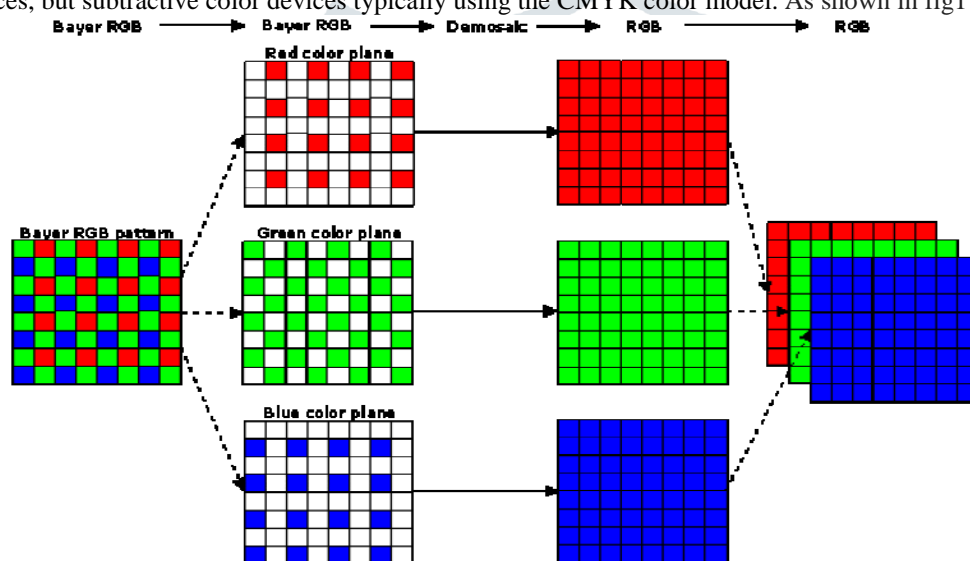 ces, but subtractive color devices typically using the CMYK color model. As shown in fig1
Bayer RGB Bayer RGB Demosaic RGB RGB
Red color plane
Bayer RGB pattern
Green color plane
Blue color plane